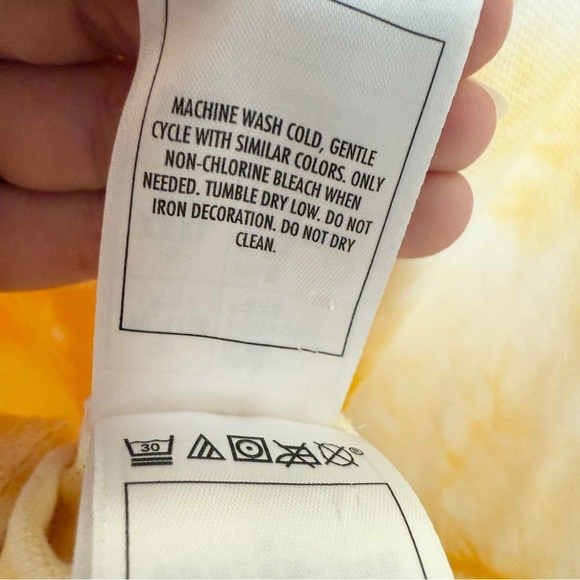 MACHINE WASH COLD, GENTLE
CYCLE WITH SIMILAR COLORS. ONLY
NON-CHLORINE BLEACH WHEN
NEEDED. TUMBLE DRY LOW. DO NOT
IRON DECORATION. DO NOT DRY
CLEAN.
30 ®